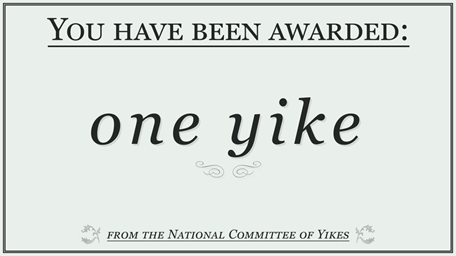 You have been awarded:
one yike
from the National Committee of Yikes